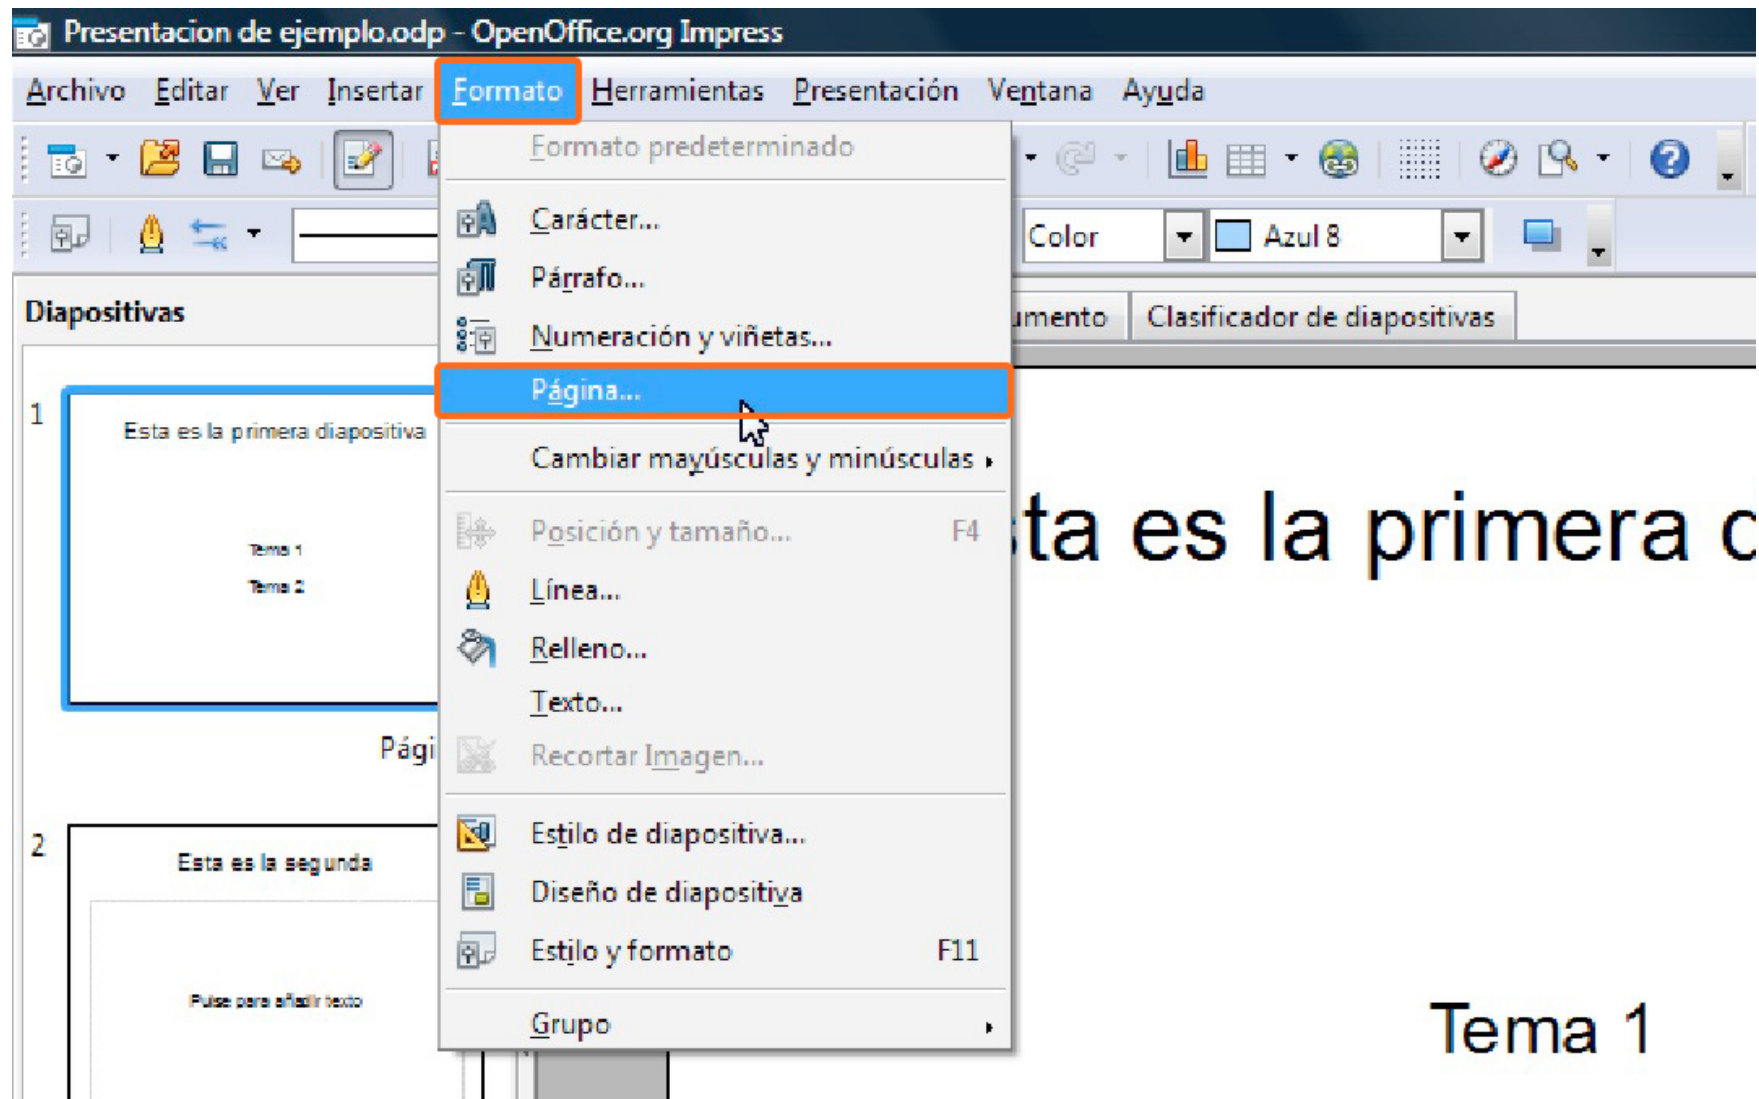 Presentacion de ejemplo.odp - OpenOffice.org Impress
Archivo Editar Ver Insertar Formato Herramientas Presentación Ventana Ayuda
Formato predeterminado
Carácter...
Párrafo...
Numeración y viñetas...
Página...
Cambiar mayúsculas y minúsculas
Posición y tamaño... F4
Línea...
Relleno...
Texto...
Recortar Imagen...
Estilo de diapositiva...
Diseño de diapositiva
Estilo y formato F11
Grupo
Color Azul 8
umento Clasificador de diapositivas
Diapositivas
1
Esta es la primera diapositiva
Tema 1
Tema 2
Pági
2
Esta es la segunda
Pulse para añadir texto
ta es la primera d
Tema 1